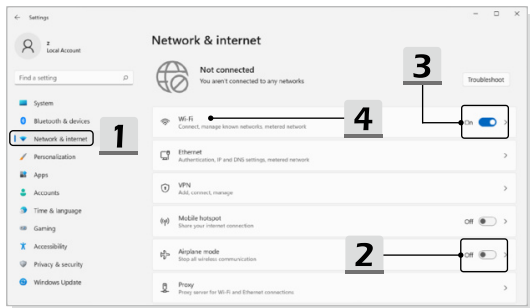 Settings
z
Local Account
Find a setting
System
Bluetooth & devices
Network & internet
Personalization
Apps
Accounts
Time & language
Gaming
Accessibility
Privacy & security
Windows Update
1
Network & internet
Not connected
You aren't connected to any networks
Troubleshoot
3
Wi-Fi
Connect, manage known networks, metered network
4
On
Ethernet
Authentication, IP and DNS settings, metered network
VPN
Add, connect, manage
Mobile hotspot
Share your internet connection
Off
Airplane mode
Stop all wireless communication
2
Off
Proxy
Proxy server for Wi-Fi and Ethernet connections